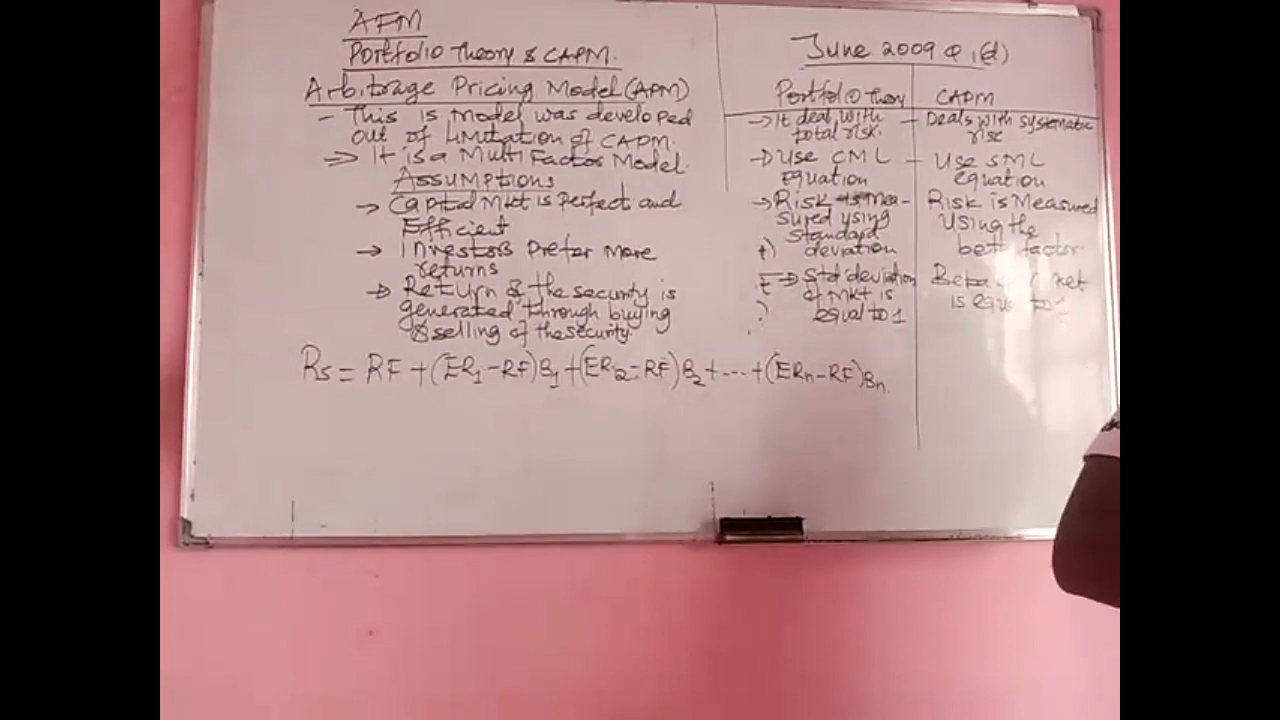 AFM
Portfolio Theory & CAPM.
Arbitrage Pricing Model (APM)
- This is Model was developed
out of limitation of CAPM.
=> It is a Multi Factor Model.
Assumptions
→ Capital Mkt is Perfect and
Efficient
→ Investors Prefer More
returns
→ Return of the security is
generated through buying
& selling of the security.
Rs = RF + (ER1 - RF)B1 + (ER2 - RF)B2 + --- + (ERn - RF)Bn.
June 2009 Q 1(d)
Portfolio Theory
→ It deal with
total risk.
→ Use CML
Equation
→ Risk is Mea-
sured using
standard
deviation
→ Std deviation
of Mkt is
equal to 1
CAPM
- Deals with systematic
risk
- Use SML
equation
Risk is Measured
Using the
beta factor
Beta
is